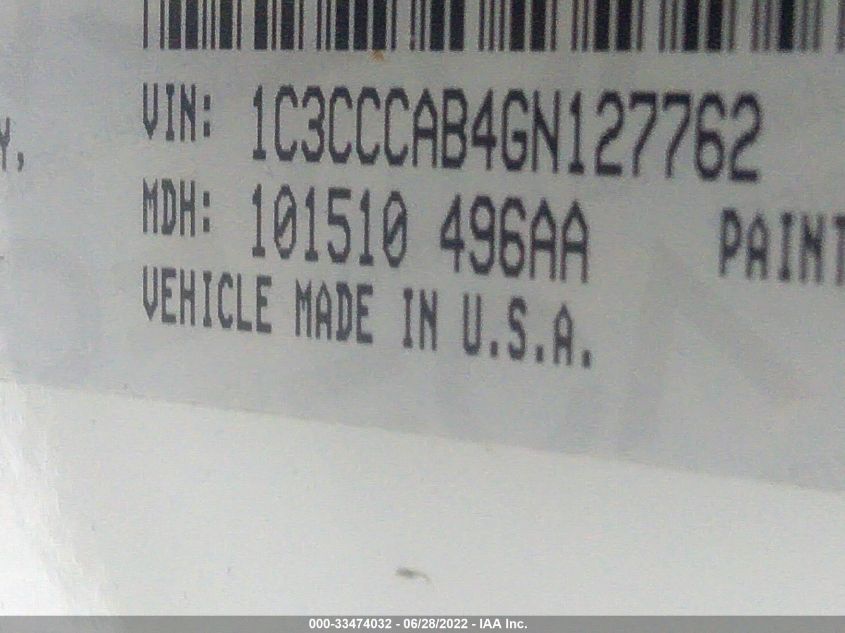 VIN: 1C3CCCAB4GN127762
Y,
MDH: 101510 496AA PAINT
VEHICLE MADE IN U.S.A.
000-33474032 - 06/28/2022 - IAA Inc.